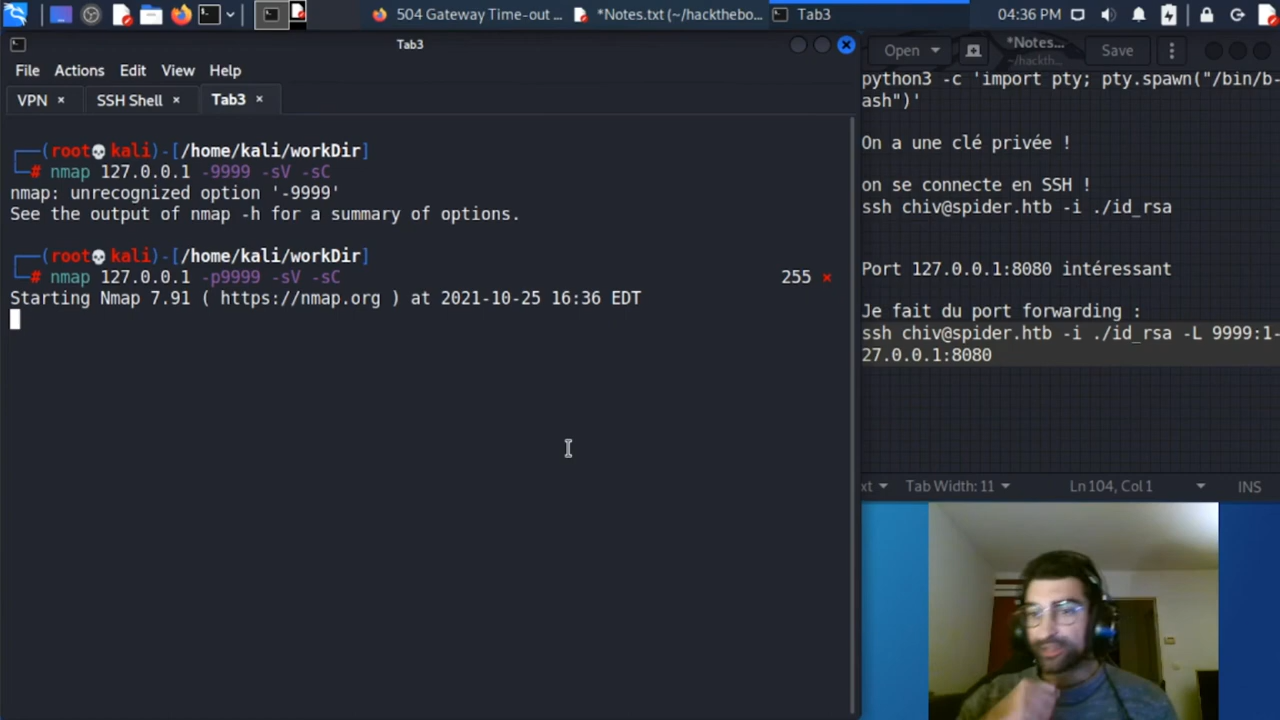 504 Gateway Time-out ...
*Notes.txt (~/hackthebo...
Tab3
04:36 PM
Tab3
File Actions Edit View Help
VPN × SSH Shell × Tab3 ×
┌──(root💀kali)-[/home/kali/workDir]
└─# nmap 127.0.0.1 -9999 -sV -sC
nmap: unrecognized option '-9999'
See the output of nmap -h for a summary of options.
┌──(root💀kali)-[/home/kali/workDir]
└─# nmap 127.0.0.1 -p9999 -sV -sC 255 ×
Starting Nmap 7.91 ( https://nmap.org ) at 2021-10-25 16:36 EDT
Open
*Notes...
~/hackth...
Save
python3 -c 'import pty; pty.spawn("/bin/b-
ash")'
On a une clé privée !
on se connecte en SSH !
ssh chiv@spider.htb -i ./id_rsa
Port 127.0.0.1:8080 intéressant
Je fait du port forwarding :
ssh chiv@spider.htb -i ./id_rsa -L 9999:1-
27.0.0.1:8080
xt Tab Width: 11 Ln 104, Col 1 INS